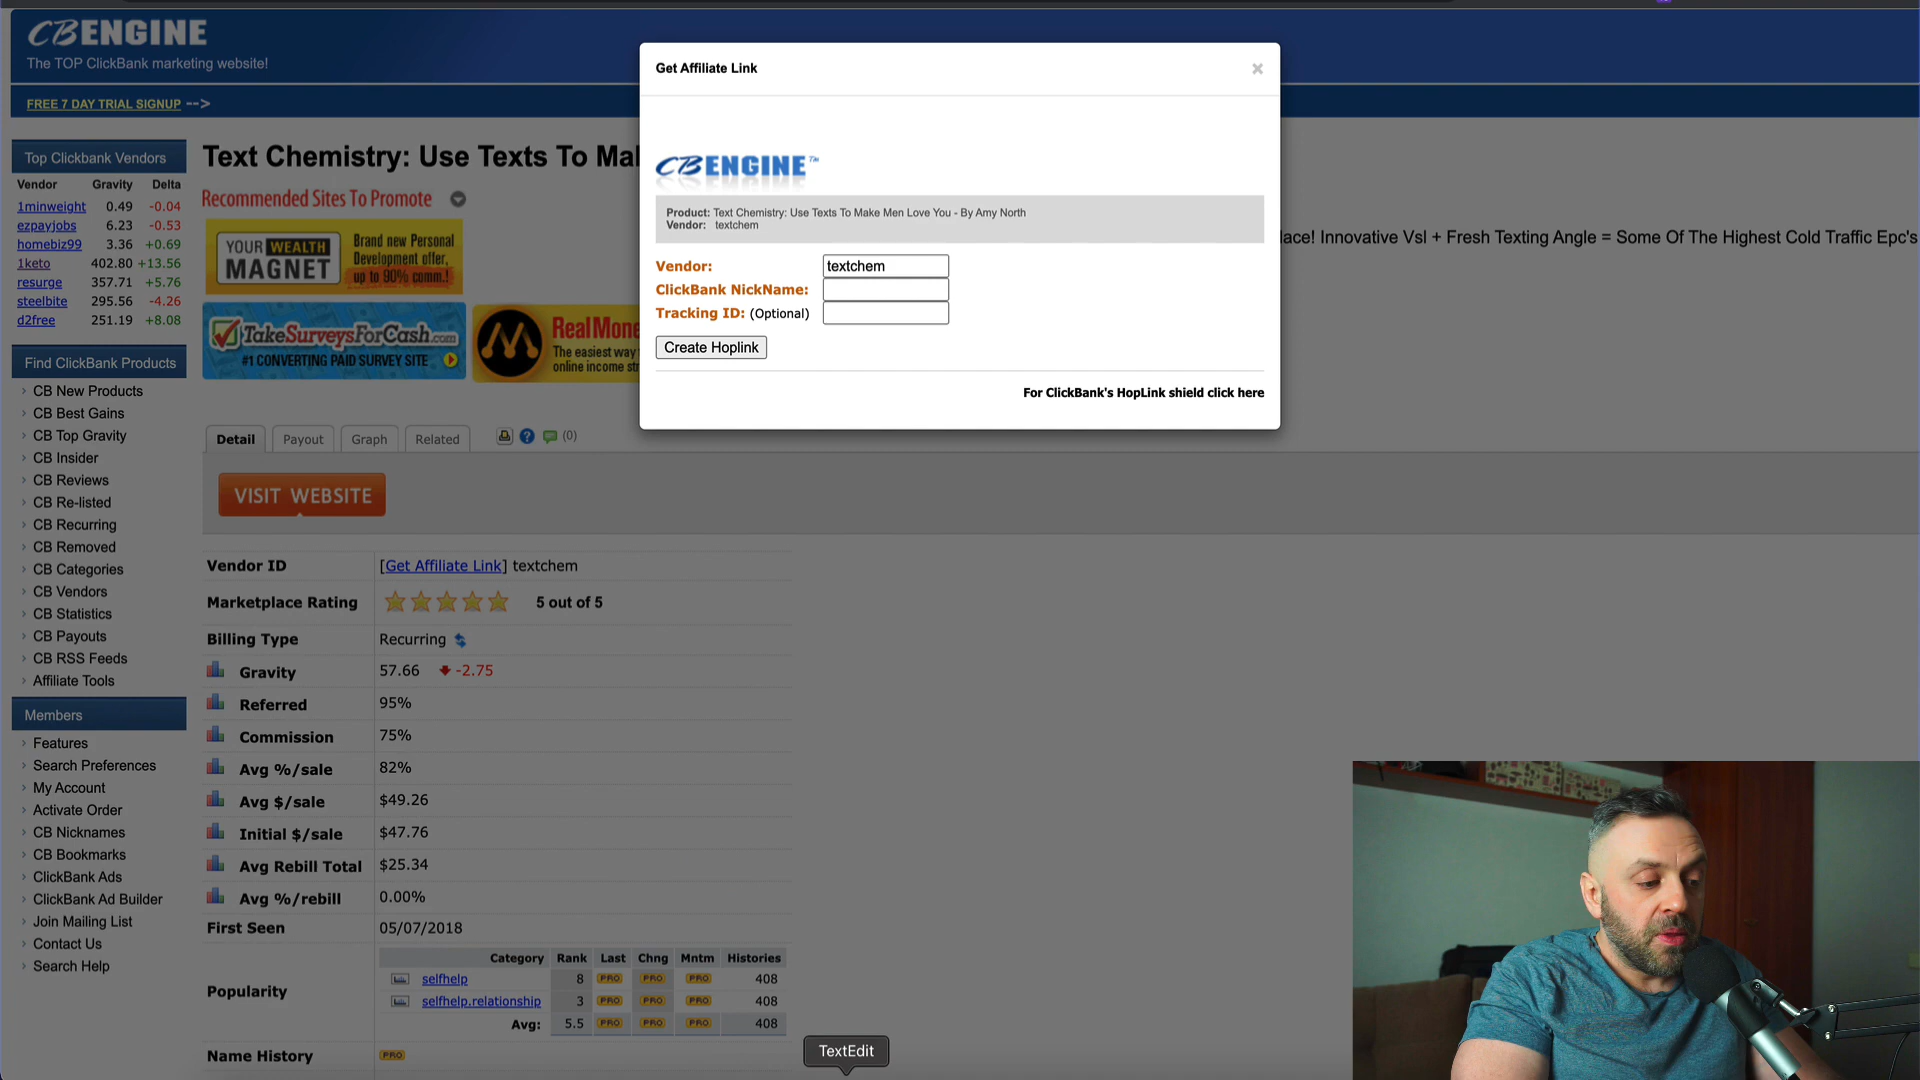 CBENGINE
The TOP ClickBank marketing website!
FREE 7 DAY TRIAL SIGNUP -->
Top Clickbank Vendors
Vendor Gravity Delta
1minweight 0.49 -0.04
ezpayjobs 6.23 -0.53
homebiz99 3.36 +0.69
1keto 402.80 +13.56
resurge 357.71 +5.76
steelbite 295.56 -4.26
d2free 251.19 +8.08
Find ClickBank Products
CB New Products
CB Best Gains
CB Top Gravity
CB Insider
CB Reviews
CB Re-listed
CB Recurring
CB Removed
CB Categories
CB Vendors
CB Statistics
CB Payouts
CB RSS Feeds
Affiliate Tools
Members
Features
Search Preferences
My Account
Activate Order
CB Nicknames
CB Bookmarks
ClickBank Ads
ClickBank Ad Builder
Join Mailing List
Contact Us
Search Help
Text Chemistry: Use Texts To Ma
Recommended Sites To Promote
YOUR WEALTH MAGNET
Brand new Personal
Development offer,
up to 90% comm.!
TakeSurveysForCash.com
#1 CONVERTING PAID SURVEY SITE
Real Mone
The easiest way
online income str
lace! Innovative Vsl + Fresh Texting Angle = Some Of The Highest Cold Traffic Epc's
Get Affiliate Link ×
CBENGINE™
Product: Text Chemistry: Use Texts To Make Men Love You - By Amy North
Vendor: textchem
Vendor: textchem
ClickBank NickName:
Tracking ID: (Optional)
Create Hoplink
For ClickBank's HopLink shield click here
Detail Payout Graph Related ? (0)
VISIT WEBSITE
Vendor ID [Get Affiliate Link] textchem
Marketplace Rating 5 out of 5
Billing Type Recurring
Gravity 57.66 -2.75
Referred 95%
Commission 75%
Avg %/sale 82%
Avg $/sale $49.26
Initial $/sale $47.76
Avg Rebill Total $25.34
Avg %/rebill 0.00%
First Seen 05/07/2018
Popularity
Category Rank Last Chng Mntm Histories
selfhelp 8 PRO PRO PRO 408
selfhelp.relationship 3 PRO PRO PRO 408
Avg: 5.5 PRO PRO PRO 408
Name History PRO
TextEdit